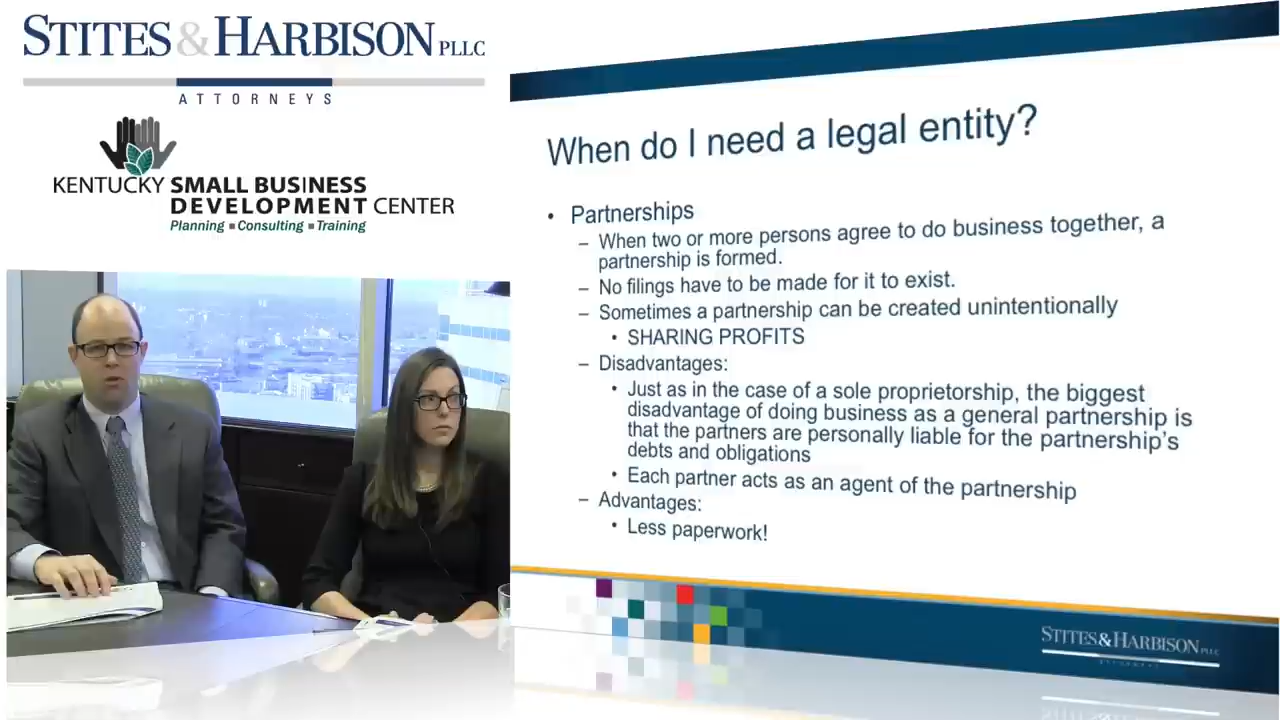 STITES & HARBISON PLLC
ATTORNEYS
KENTUCKY SMALL BUSINESS
DEVELOPMENT CENTER
Planning ▪ Consulting ▪ Training
When do I need a legal entity?
• Partnerships
– When two or more persons agree to do business together, a
partnership is formed.
– No filings have to be made for it to exist.
– Sometimes a partnership can be created unintentionally
• SHARING PROFITS
– Disadvantages:
• Just as in the case of a sole proprietorship, the biggest
disadvantage of doing business as a general partnership is
that the partners are personally liable for the partnership's
debts and obligations
• Each partner acts as an agent of the partnership
– Advantages:
• Less paperwork!
STITES & HARBISON PLLC
ATTORNEYS